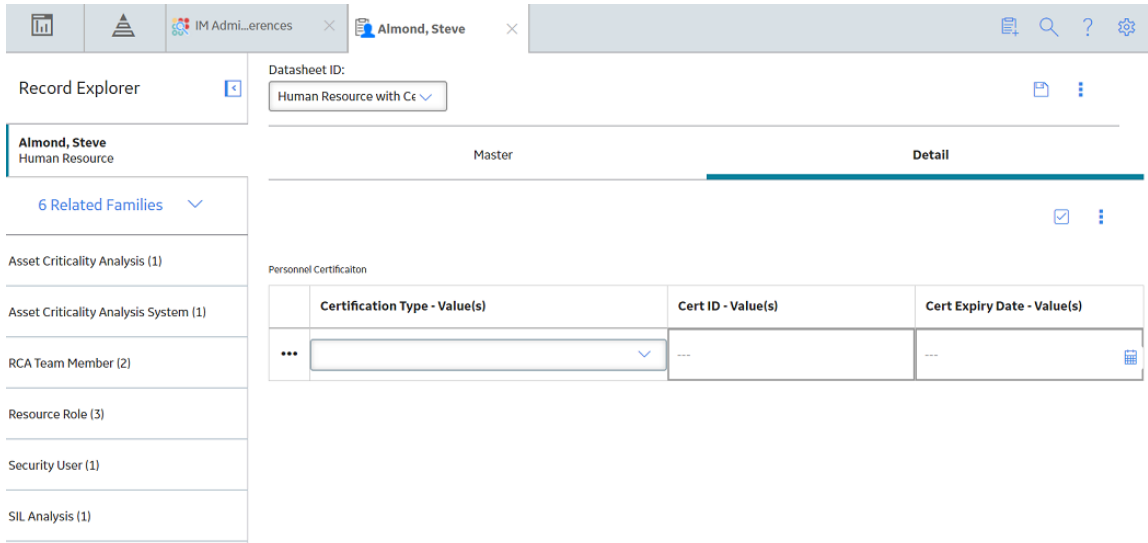 IM Admi...erences
Almond, Steve
Record Explorer
Almond, Steve
Human Resource
6 Related Families
Asset Criticality Analysis (1)
Asset Criticality Analysis System (1)
RCA Team Member (2)
Resource Role (3)
Security User (1)
SIL Analysis (1)
Datasheet ID:
Human Resource with Ce
Master
Detail
Personnel Certificaiton
Certification Type - Value(s)
Cert ID - Value(s)
Cert Expiry Date - Value(s)
---
---